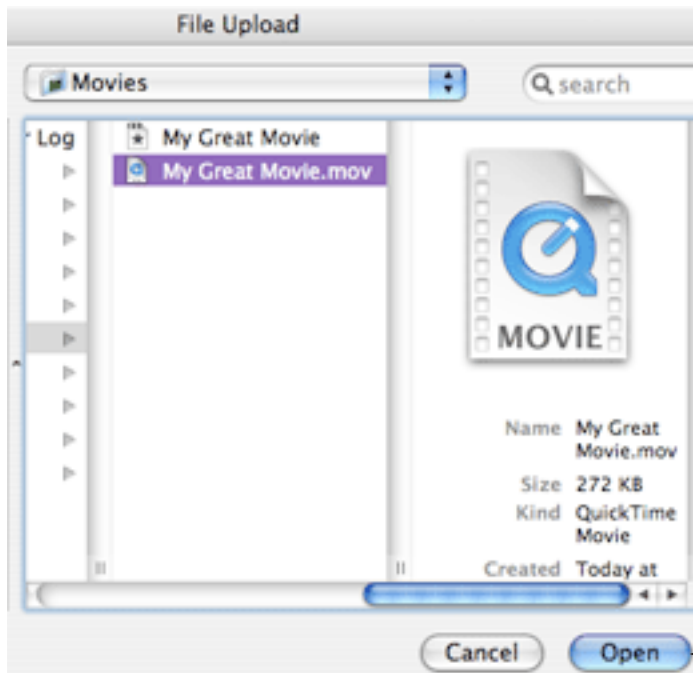 File Upload
Movies
search
r Log
My Great Movie
My Great Movie.mov
MOVIE
Name My Great
Movie.mov
Size 272 KB
Kind QuickTime
Movie
Created Today at
Cancel
Open